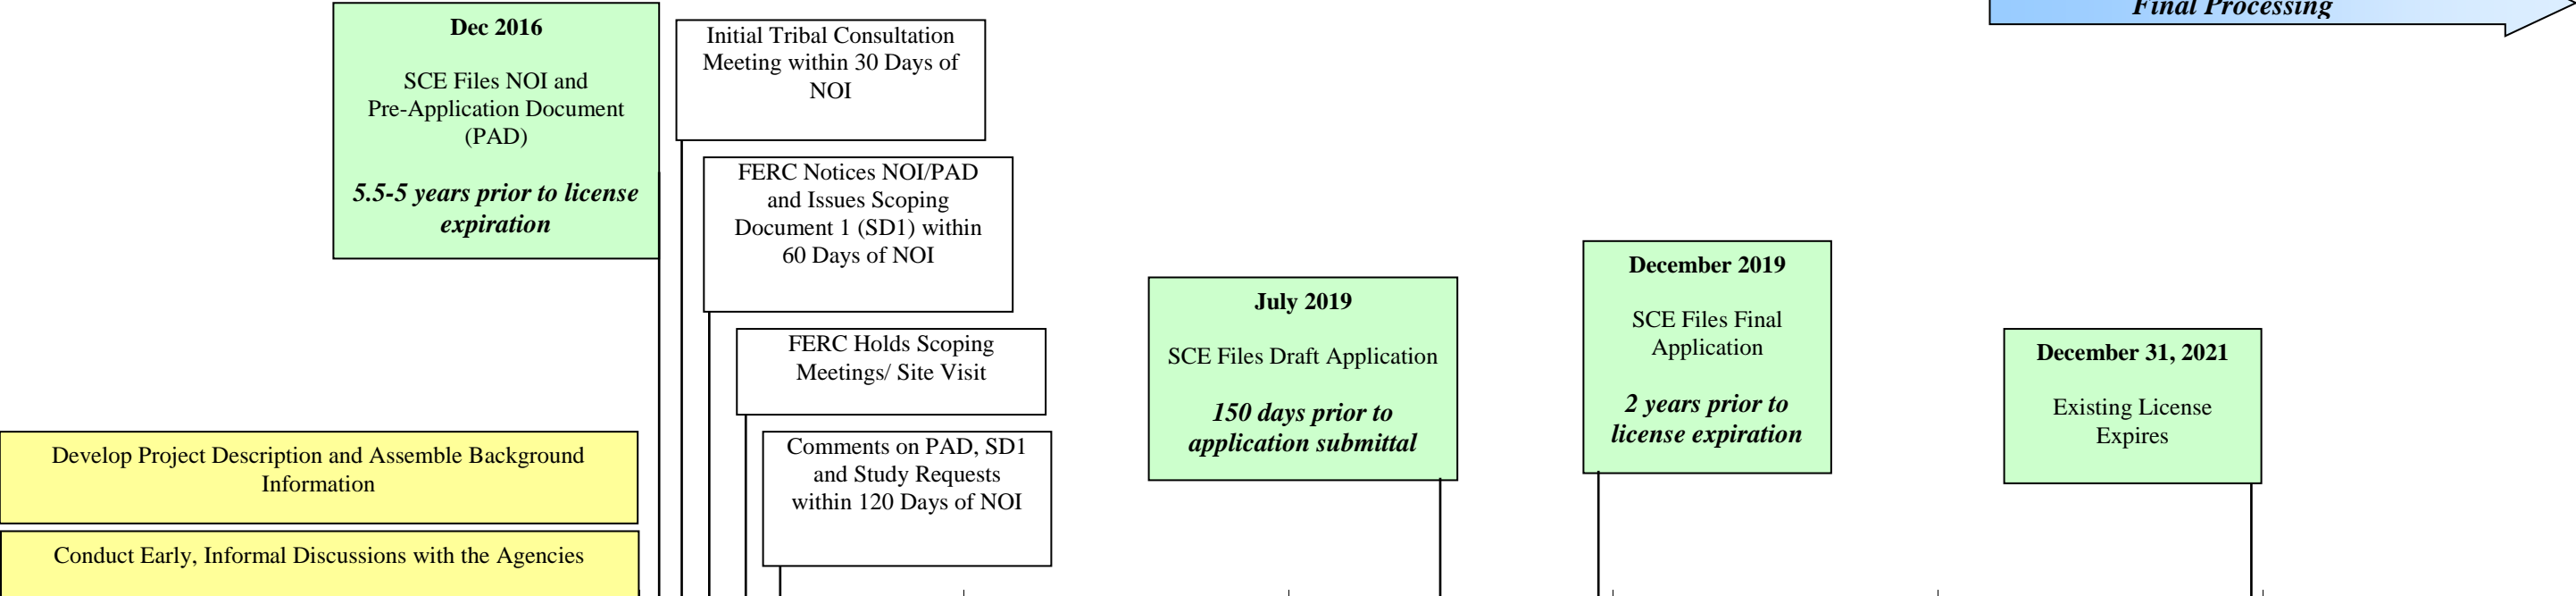 Final Processing
Dec 2016
SCE Files NOI and
Pre-Application Document
(PAD)
5.5-5 years prior to license
expiration
Initial Tribal Consultation
Meeting within 30 Days of
NOI
FERC Notices NOI/PAD
and Issues Scoping
Document 1 (SD1) within
60 Days of NOI
FERC Holds Scoping
Meetings/ Site Visit
Comments on PAD, SD1
and Study Requests
within 120 Days of NOI
Develop Project Description and Assemble Background
Information
Conduct Early, Informal Discussions with the Agencies
July 2019
SCE Files Draft Application
150 days prior to
application submittal
December 2019
SCE Files Final
Application
2 years prior to
license expiration
December 31, 2021
Existing License
Expires